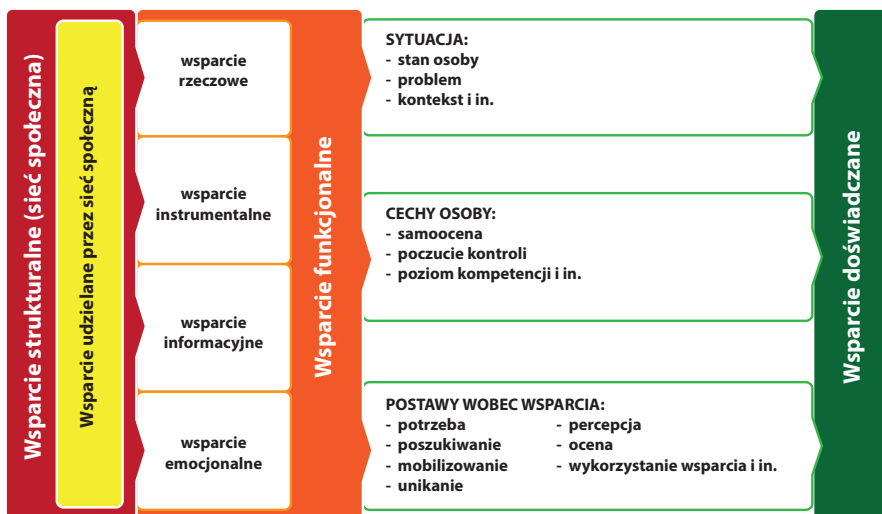 Wsparcie strukturalne (sieć społeczna)
Wsparcie udzielane przez sieć społeczną
wsparcie
rzeczowe
wsparcie
instrumentalne
wsparcie
informacyjne
wsparcie
emocjonalne
Wsparcie funkcjonalne
SYTUACJA:
- stan osoby
- problem
- kontekst i in.
CECHY OSOBY:
- samoocena
- poczucie kontroli
- poziom kompetencji i in.
POSTAWY WOBEC WSPARCIA:
- potrzeba
- poszukiwanie
- mobilizowanie
- unikanie
- percepcja
- ocena
- wykorzystanie wsparcia i in.
Wsparcie doświadczane